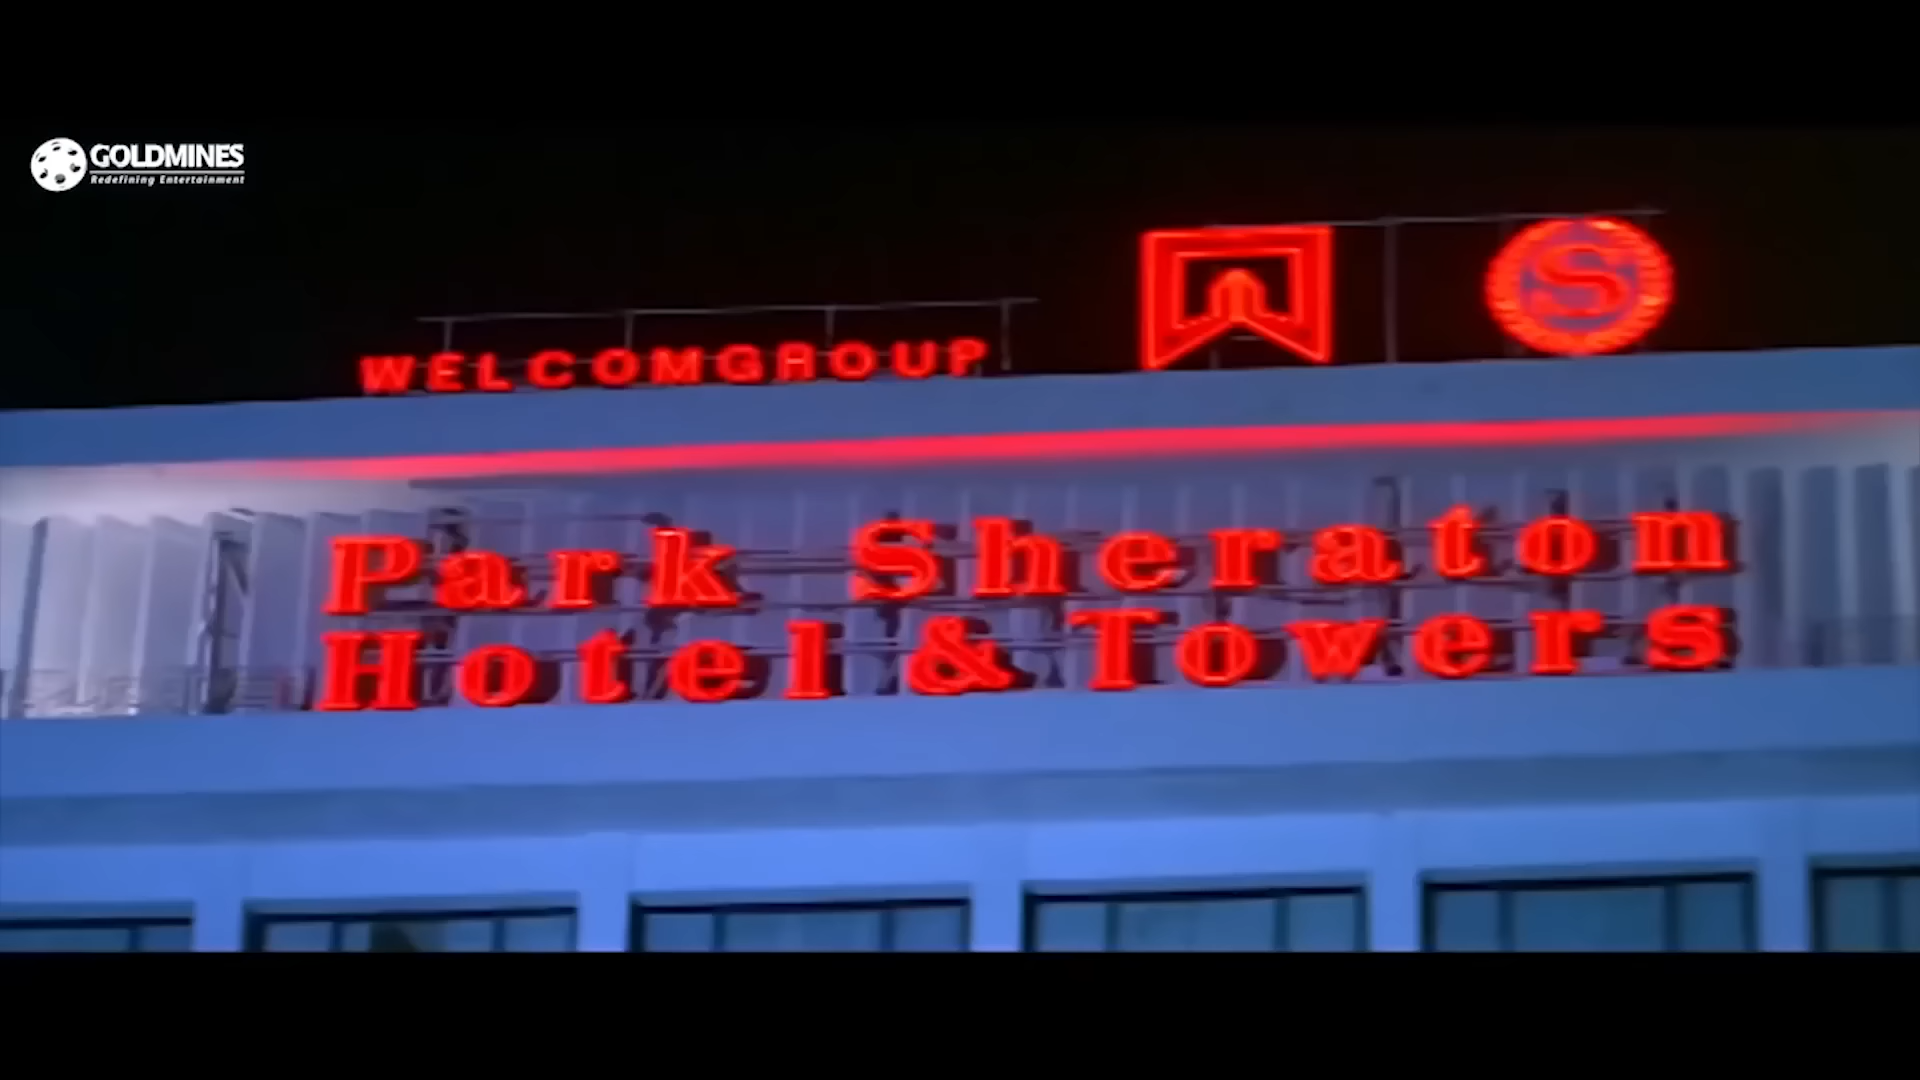 GOLDMINES
Redefining Entertainment
WELCOMGROUP
S
Park Sheraton
Hotel & Towers